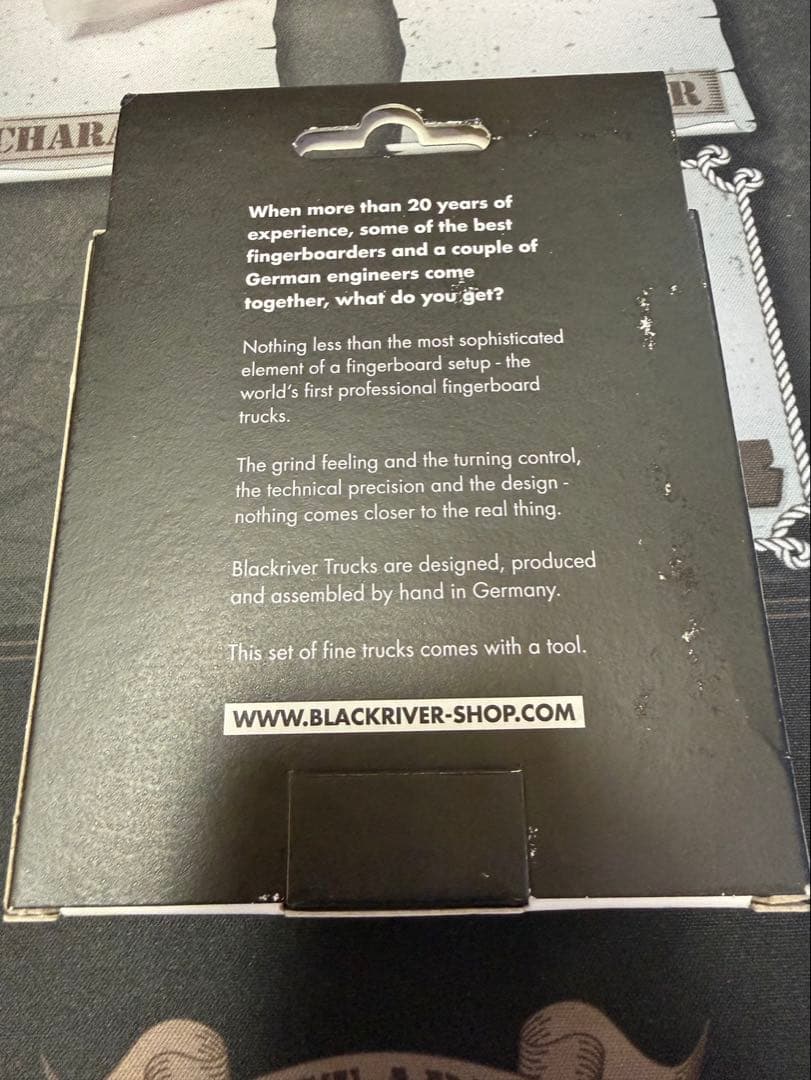 CHARA
R
When more than 20 years of
experience, some of the best
fingerboarders and a couple of
German engineers come
together, what do you get?
Nothing less than the most sophisticated
element of a fingerboard setup - the
world's first professional fingerboard
trucks.
The grind feeling and the turning control,
the technical precision and the design -
nothing comes closer to the real thing.
Blackriver Trucks are designed, produced
and assembled by hand in Germany.
This set of fine trucks comes with a tool.
WWW.BLACKRIVER-SHOP.COM